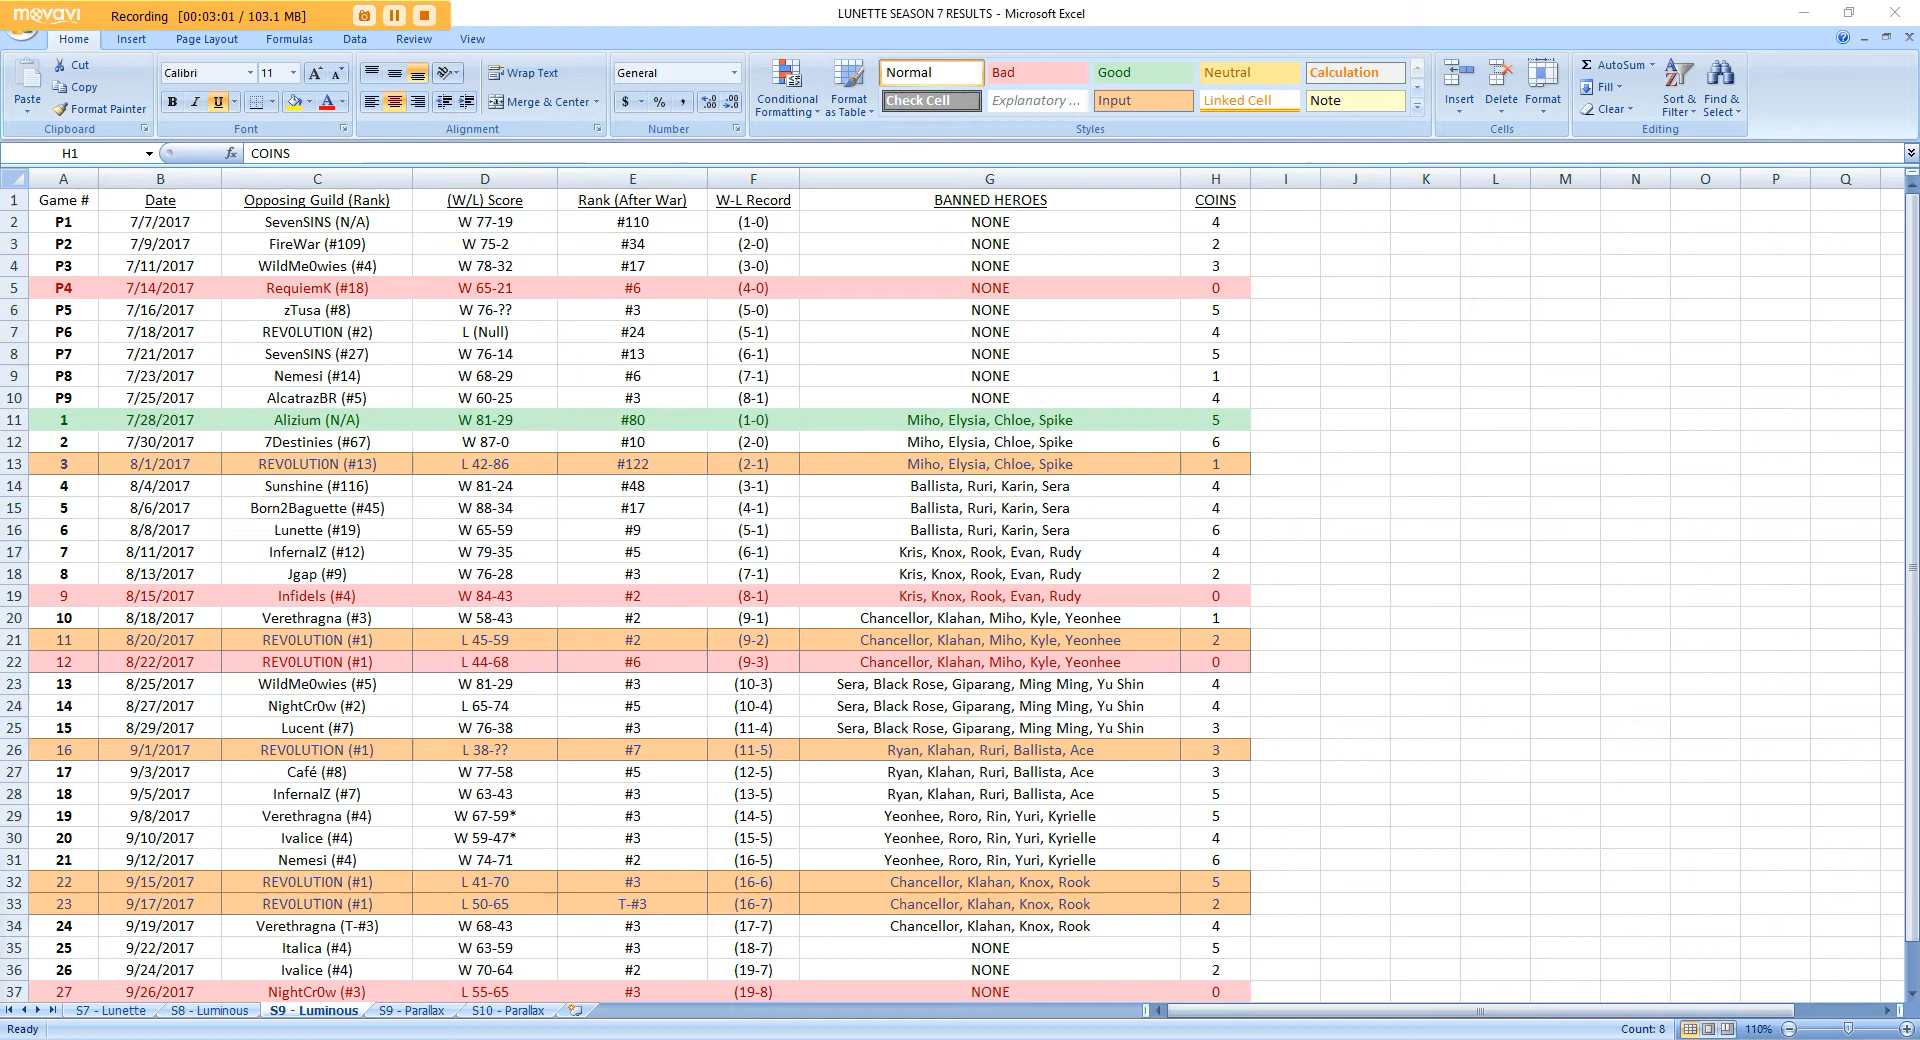 movavi Recording [00:03:01 / 103.1 MB] LUNETTE SEASON 7 RESULTS - Microsoft Excel
Home Insert Page Layout Formulas Data Review View
Paste Cut Copy Format Painter Clipboard
Calibri 11 B I U A Font
Wrap Text Merge & Center Alignment
General $ % , Number
Conditional Formatting Format as Table
Normal Bad Good Neutral Calculation
Check Cell Explanatory ... Input Linked Cell Note
Styles
Insert Delete Format Cells
Σ AutoSum Fill Clear Sort & Filter Find & Select Editing
H1 fx COINS
A B C D E F G H I J K L M N O P Q
1 Game # Date Opposing Guild (Rank) (W/L) Score Rank (After War) W-L Record BANNED HEROES COINS
2 P1 7/7/2017 SevenSINS (N/A) W 77-19 #110 (1-0) NONE 4
3 P2 7/9/2017 FireWar (#109) W 75-2 #34 (2-0) NONE 2
4 P3 7/11/2017 WildMe0wies (#4) W 78-32 #17 (3-0) NONE 3
5 P4 7/14/2017 RequiemK (#18) W 65-21 #6 (4-0) NONE 0
6 P5 7/16/2017 zTusa (#8) W 76-?? #3 (5-0) NONE 5
7 P6 7/18/2017 REV0LUTI0N (#2) L (Null) #24 (5-1) NONE 4
8 P7 7/21/2017 SevenSINS (#27) W 76-14 #13 (6-1) NONE 5
9 P8 7/23/2017 Nemesi (#14) W 68-29 #6 (7-1) NONE 1
10 P9 7/25/2017 AlcatrazBR (#5) W 60-25 #3 (8-1) NONE 4
11 1 7/28/2017 Alizium (N/A) W 81-29 #80 (1-0) Miho, Elysia, Chloe, Spike 5
12 2 7/30/2017 7Destinies (#67) W 87-0 #10 (2-0) Miho, Elysia, Chloe, Spike 6
13 3 8/1/2017 REV0LUTI0N (#13) L 42-86 #122 (2-1) Miho, Elysia, Chloe, Spike 1
14 4 8/4/2017 Sunshine (#116) W 81-24 #48 (3-1) Ballista, Ruri, Karin, Sera 4
15 5 8/6/2017 Born2Baguette (#45) W 88-34 #17 (4-1) Ballista, Ruri, Karin, Sera 4
16 6 8/8/2017 Lunette (#19) W 65-59 #9 (5-1) Ballista, Ruri, Karin, Sera 6
17 7 8/11/2017 InfernalZ (#12) W 79-35 #5 (6-1) Kris, Knox, Rook, Evan, Rudy 4
18 8 8/13/2017 Jgap (#9) W 76-28 #3 (7-1) Kris, Knox, Rook, Evan, Rudy 2
19 9 8/15/2017 Infidels (#4) W 84-43 #2 (8-1) Kris, Knox, Rook, Evan, Rudy 0
20 10 8/18/2017 Verethragna (#3) W 58-43 #2 (9-1) Chancellor, Klahan, Miho, Kyle, Yeonhee 1
21 11 8/20/2017 REV0LUTI0N (#1) L 45-59 #2 (9-2) Chancellor, Klahan, Miho, Kyle, Yeonhee 2
22 12 8/22/2017 REV0LUTI0N (#1) L 44-68 #6 (9-3) Chancellor, Klahan, Miho, Kyle, Yeonhee 0
23 13 8/25/2017 WildMe0wies (#5) W 81-29 #3 (10-3) Sera, Black Rose, Giparang, Ming Ming, Yu Shin 4
24 14 8/27/2017 NightCr0w (#2) L 65-74 #5 (10-4) Sera, Black Rose, Giparang, Ming Ming, Yu Shin 4
25 15 8/29/2017 Lucent (#7) W 76-38 #3 (11-4) Sera, Black Rose, Giparang, Ming Ming, Yu Shin 3
26 16 9/1/2017 REV0LUTION (#1) L 38-?? #7 (11-5) Ryan, Klahan, Ruri, Ballista, Ace 3
27 17 9/3/2017 Café (#8) W 77-58 #5 (12-5) Ryan, Klahan, Ruri, Ballista, Ace 3
28 18 9/5/2017 InfernalZ (#7) W 63-43 #3 (13-5) Ryan, Klahan, Ruri, Ballista, Ace 5
29 19 9/8/2017 Verethragna (#4) W 67-59* #3 (14-5) Yeonhee, Roro, Rin, Yuri, Kyrielle 5
30 20 9/10/2017 Ivalice (#4) W 59-47* #3 (15-5) Yeonhee, Roro, Rin, Yuri, Kyrielle 4
31 21 9/12/2017 Nemesi (#4) W 74-71 #2 (16-5) Yeonhee, Roro, Rin, Yuri, Kyrielle 6
32 22 9/15/2017 REV0LUTI0N (#1) L 41-70 #3 (16-6) Chancellor, Klahan, Knox, Rook 5
33 23 9/17/2017 REV0LUTI0N (#1) L 50-65 T-#3 (16-7) Chancellor, Klahan, Knox, Rook 2
34 24 9/19/2017 Verethragna (T-#3) W 68-43 #3 (17-7) Chancellor, Klahan, Knox, Rook 4
35 25 9/22/2017 Italica (#4) W 63-59 #3 (18-7) NONE 5
36 26 9/24/2017 Ivalice (#4) W 70-64 #2 (19-7) NONE 2
37 27 9/26/2017 NightCr0w (#3) L 55-65 #3 (19-8) NONE 0
S7 - Lunette S8 - Luminous S9 - Luminous S9 - Parallax S10 - Parallax
Ready Count: 8 110%